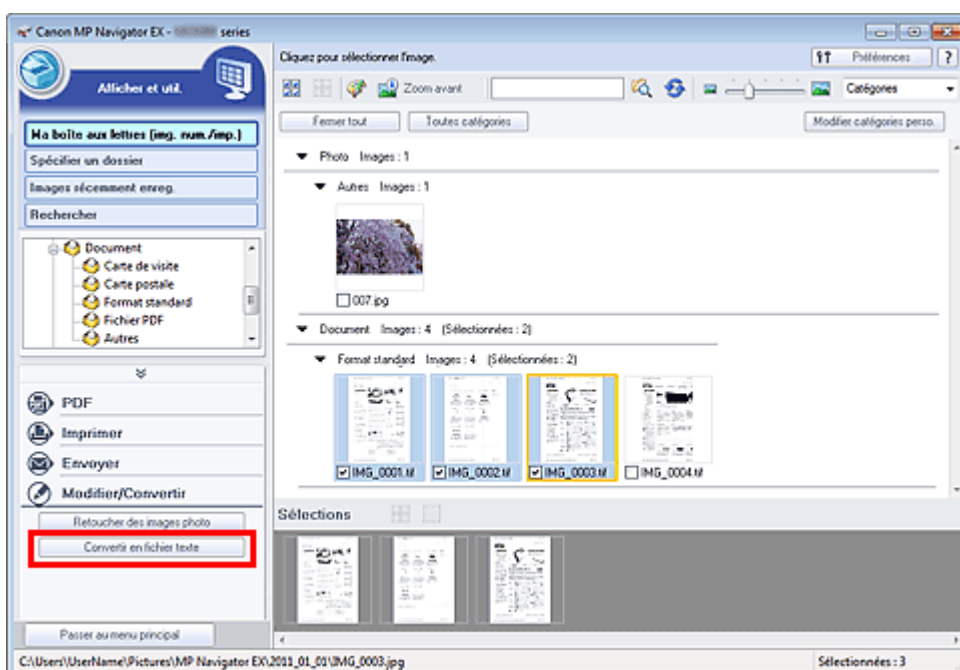 Canon MP Navigator EX - series
Afficher et util.
Ma boîte aux lettres (img. num./imp.)
Spécifier un dossier
Images récemment enreg.
Rechercher
Document
Carte de visite
Carte postale
Format standard
Fichier PDF
Autres
PDF
Imprimer
Envoyer
Modifier/Convertir
Retoucher des images photo
Convertir en fichier texte
Passer au menu principal
Cliquez pour sélectionner l'image.
Préférences ?
Zoom avant
Catégories
Fermer tout
Toutes catégories
Modifier catégories perso.
Photo Images : 1
Autres Images : 1
007.jpg
Document Images : 4 (Sélectionnées : 2)
Format standard Images : 4 (Sélectionnées : 2)
IMG_0001.tif IMG_0002.tif IMG_0003.tif IMG_0004.tif
Sélections
C:\Users\UserName\Pictures\MP Navigator EX\2011_01_01\IMG_0003.jpg
Sélectionnées : 3